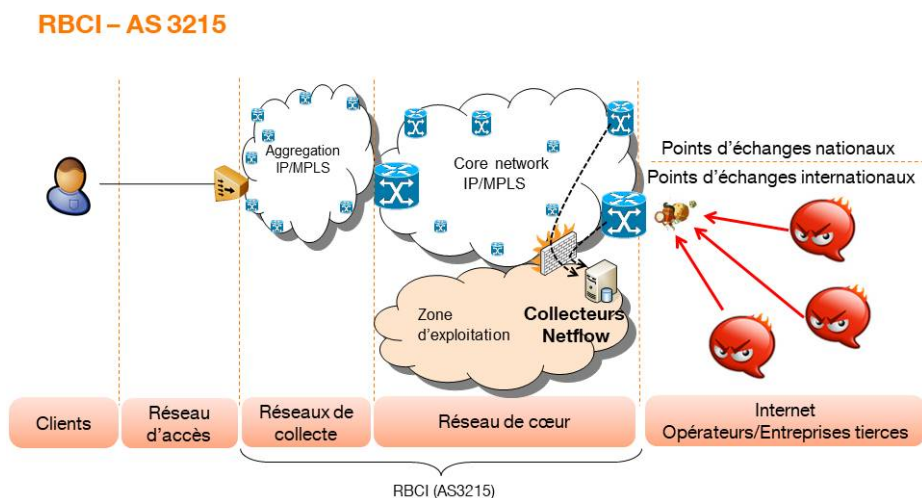 RBCI – AS 3215
Aggregation
IP/MPLS
Core network
IP/MPLS
Points d'échanges nationaux
Points d'échanges internationaux
Zone
d'exploitation
Collecteurs
Netflow
Clients
Réseau
d'accès
Réseaux de
collecte
Réseau de cœur
Internet
Opérateurs/Entreprises tierces
RBCI (AS3215)